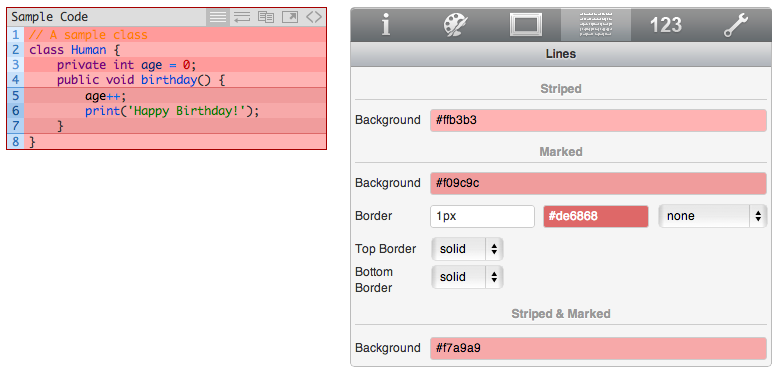 Sample Code
1 // A sample class
2 class Human {
3 private int age = 0;
4 public void birthday() {
5 age++;
6 print('Happy Birthday!');
7 }
8 }
i 123
Lines
Striped
Background #ffb3b3
Marked
Background #f09c9c
Border 1px #de6868 none
Top Border solid
Bottom
Border solid
Striped & Marked
Background #f7a9a9